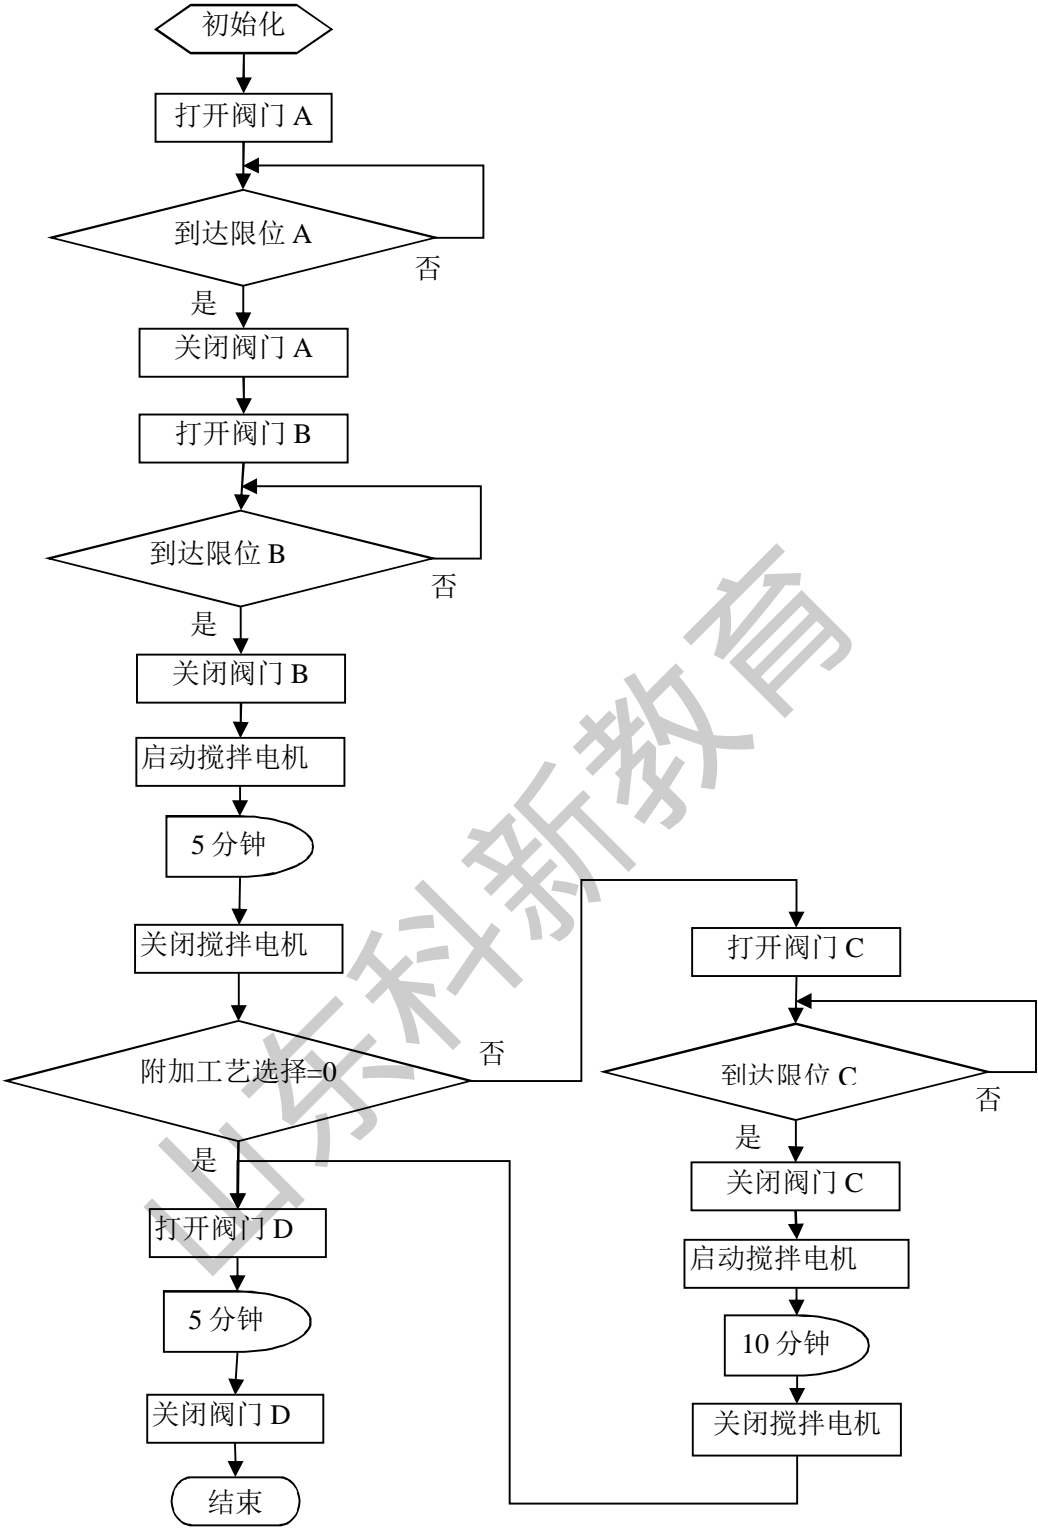 初始化
打开阀门 A
到达限位 A
否
是
关闭阀门 A
打开阀门 B
到达限位 B
否
是
关闭阀门 B
启动搅拌电机
5 分钟
关闭搅拌电机
附加工艺选择=0
否
是
打开阀门 C
到达限位 C
否
是
关闭阀门 C
启动搅拌电机
10 分钟
关闭搅拌电机
打开阀门 D
5 分钟
关闭阀门 D
结束
山东科新教育